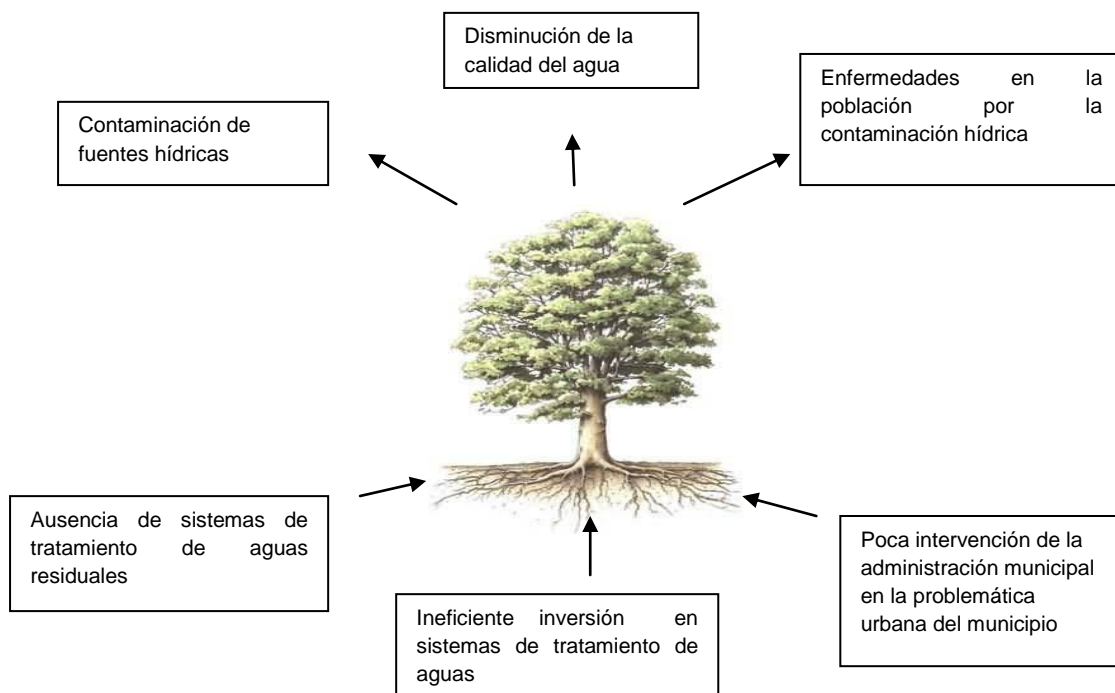 Disminución de la
calidad del agua
Enfermedades en la
población por la
contaminación hídrica
Contaminación de
fuentes hídricas
Ausencia de sistemas de
tratamiento de aguas
residuales
Ineficiente inversión en
sistemas de tratamiento de
aguas
Poca intervención de la
administración municipal
en la problemática
urbana del municipio